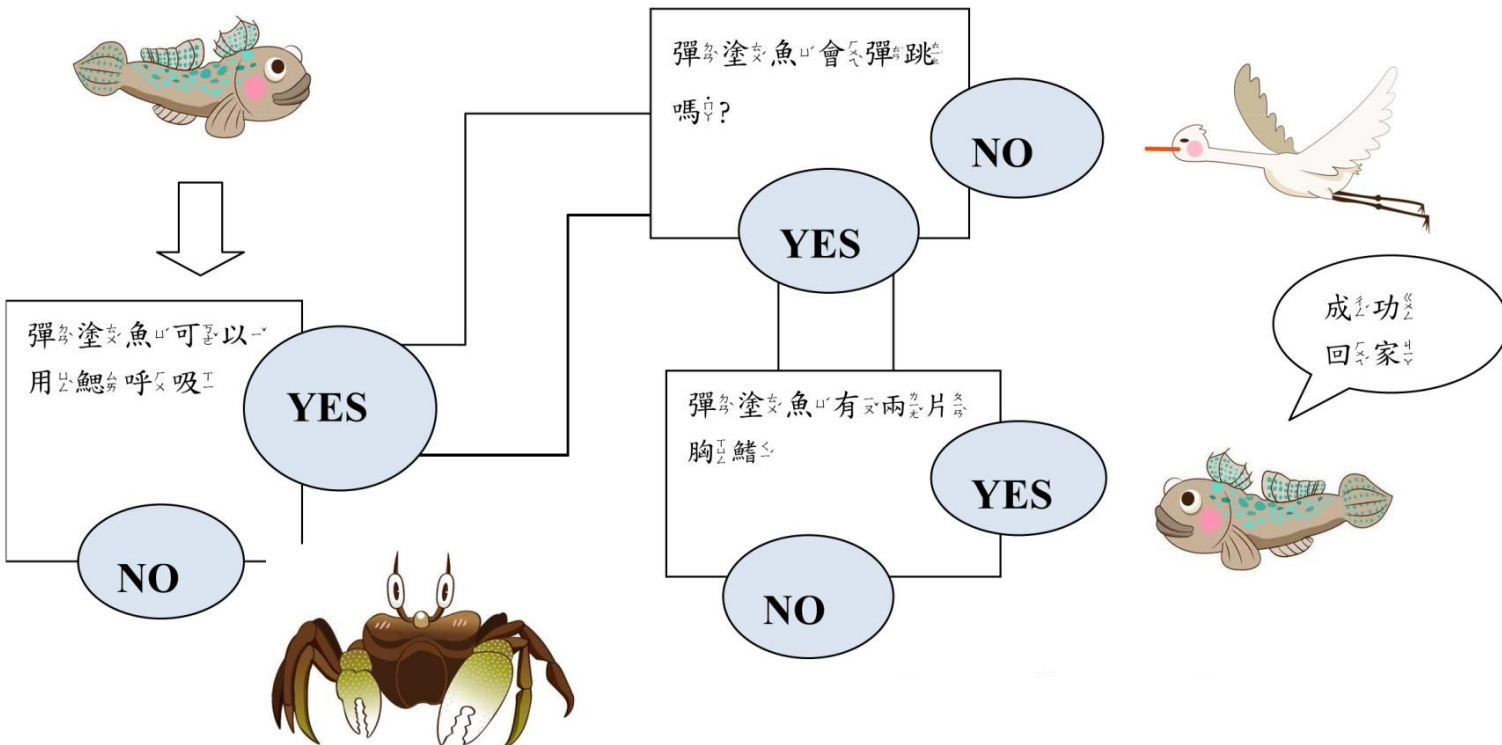 彈塗魚會彈跳
嗎?
NO
YES
彈塗魚可以
用鰓呼吸
YES
NO
彈塗魚有兩片
胸鰭
YES
NO
成功
回家